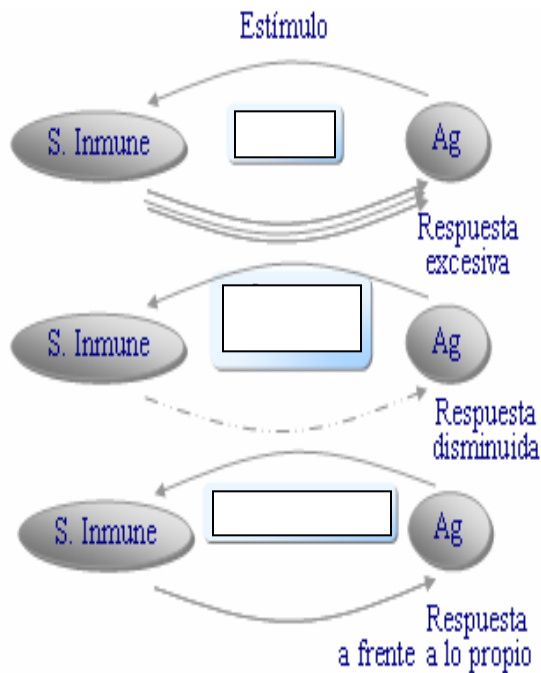 Estímulo
S. Inmune
Ag
Respuesta
excesiva
S. Inmune
Ag
Respuesta
disminuida
S. Inmune
Ag
Respuesta
a frente a lo propio